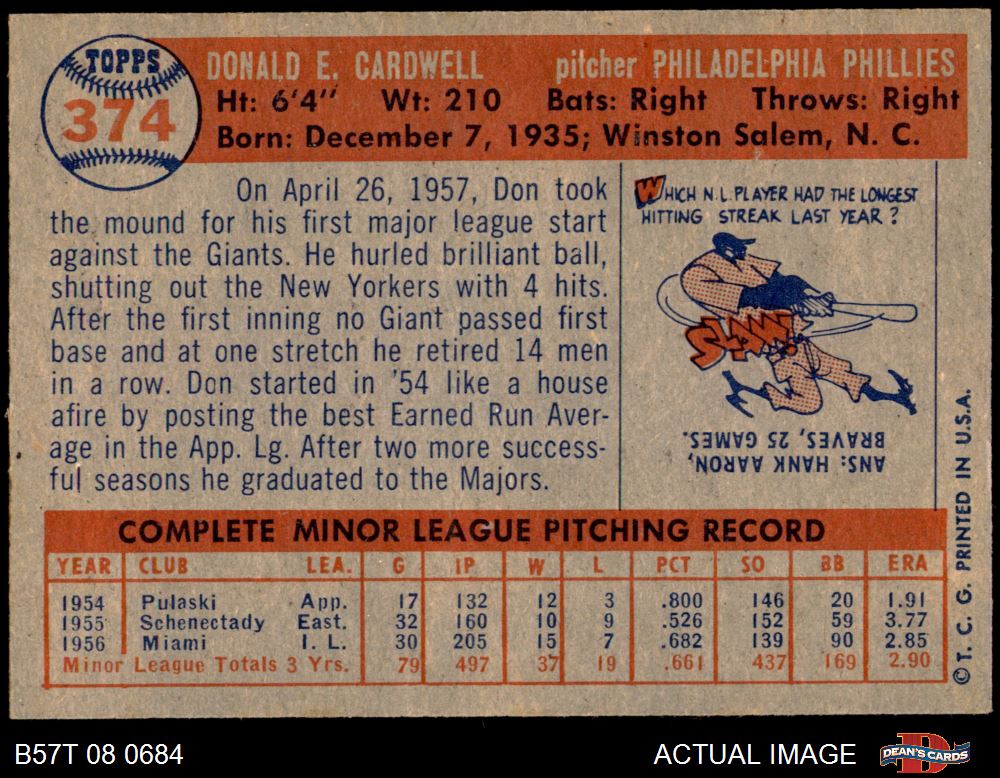 TOPPS
374
DONALD E. CARDWELL pitcher PHILADELPHIA PHILLIES
Ht: 6'4'' Wt: 210 Bats: Right Throws: Right
Born: December 7, 1935; Winston Salem, N. C.
On April 26, 1957, Don took
the mound for his first major league start
against the Giants. He hurled brilliant ball,
shutting out the New Yorkers with 4 hits.
After the first inning no Giant passed first
base and at one stretch he retired 14 men
in a row. Don started in '54 like a house
afire by posting the best Earned Run Aver-
age in the App. Lg. After two more success-
ful seasons he graduated to the Majors.
WHICH N.L. PLAYER HAD THE LONGEST
HITTING STREAK LAST YEAR?
SLAM
ANS: HANK AARON,
BRAVES, 25 GAMES.
COMPLETE MINOR LEAGUE PITCHING RECORD
YEAR CLUB LEA. G IP W L PCT SO BB ERA
1954 Pulaski App. 17 132 12 3 .800 146 20 1.91
1955 Schenectady East. 32 160 10 9 .526 152 59 3.77
1956 Miami I. L. 30 205 15 7 .682 139 90 2.85
Minor League Totals 3 Yrs. 79 497 37 19 .661 437 169 2.90
© T. C. G. PRINTED IN U.S.A.
B57T 08 0684 ACTUAL IMAGE
D
DEAN'S CARDS